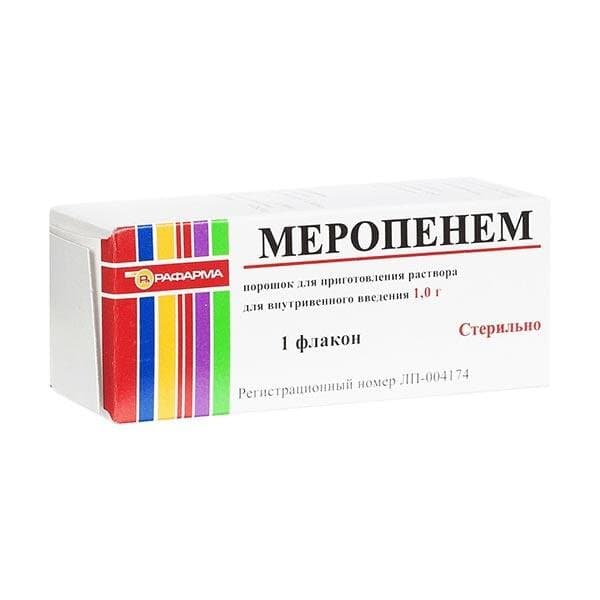 РАФАРМА
МЕРОПЕНЕМ
порошок для приготовления раствора
для внутривенного введения 1,0 г
1 флакон
Стерильно
Регистрационный номер ЛП-004174